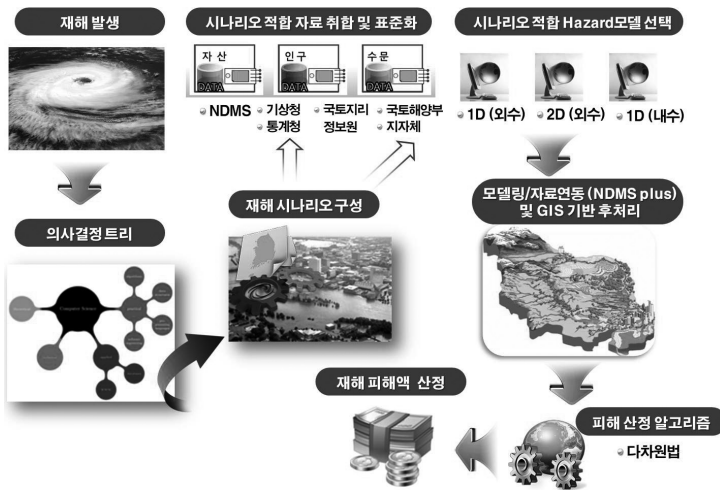 재해 발생
시나리오 적합 자료 취합 및 표준화
시나리오 적합 Hazard모델 선택
자 산
인 구
수 문
DATA
DATA
DATA
NDMS
기상청
통계청
국토지리
정보원
국토해양부
지자체
1D (외수)
2D (외수)
1D (내수)
의사결정 트리
Computer Science
재해 시나리오 구성
모델링/자료연동 (NDMS plus)
및 GIS 기반 후처리
재해 피해액 산정
피해 산정 알고리즘
다차원법